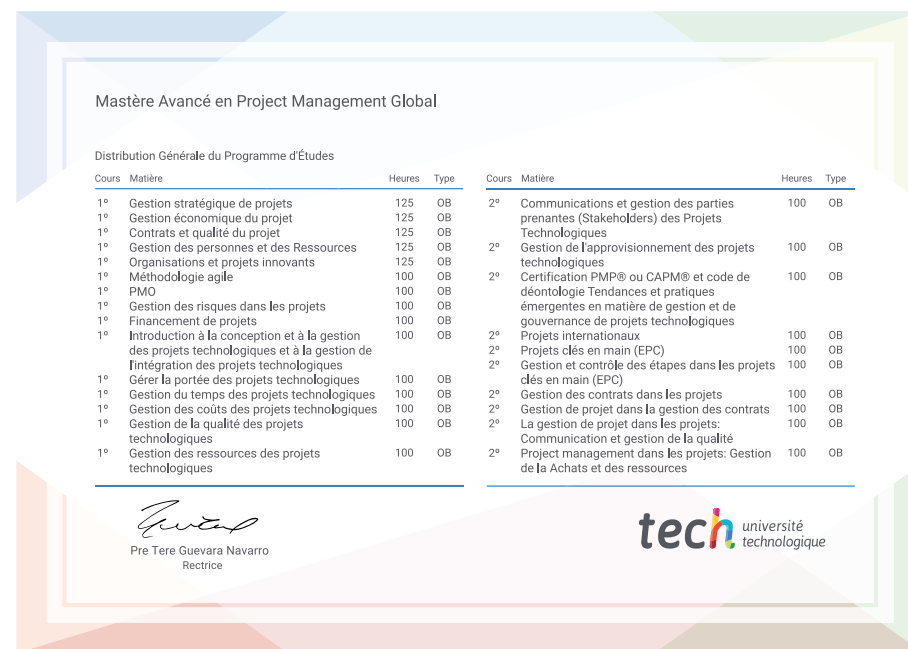 Mastère Avancé en Project Management Global
Distribution Générale du Programme d'Études
Cours Matière Heures Type
1º Gestion stratégique de projets 125 OB
1º Gestion économique du projet 125 OB
1º Contrats et qualité du projet 125 OB
1º Gestion des personnes et des Ressources 125 OB
1º Organisations et projets innovants 125 OB
1º Méthodologie agile 100 OB
1º PMO 100 OB
1º Gestion des risques dans les projets 100 OB
1º Financement de projets 100 OB
1º Introduction à la conception et à la gestion 100 OB
des projets technologiques et à la gestion de
l'intégration des projets technologiques
1º Gérer la portée des projets technologiques 100 OB
1º Gestion du temps des projets technologiques 100 OB
1º Gestion des coûts des projets technologiques 100 OB
1º Gestion de la qualité des projets 100 OB
technologiques
1º Gestion des ressources des projets 100 OB
technologiques
Cours Matière Heures Type
2º Communications et gestion des parties 100 OB
prenantes (Stakeholders) des Projets
Technologiques
2º Gestion de l'approvisionnement des projets 100 OB
technologiques
2º Certification PMP® ou CAPM® et code de 100 OB
déontologie Tendances et pratiques
émergentes en matière de gestion et de
gouvernance de projets technologiques
2º Projets internationaux 100 OB
2º Projets clés en main (EPC) 100 OB
2º Gestion et contrôle des étapes dans les projets 100 OB
clés en main (EPC)
2º Gestion des contrats dans les projets 100 OB
2º Gestion de projet dans la gestion des contrats 100 OB
2º La gestion de projet dans les projets: 100 OB
Communication et gestion de la qualité
2º Project management dans les projets: Gestion 100 OB
de la Achats et des ressources
Pre Tere Guevara Navarro
Rectrice
tech université
technologique